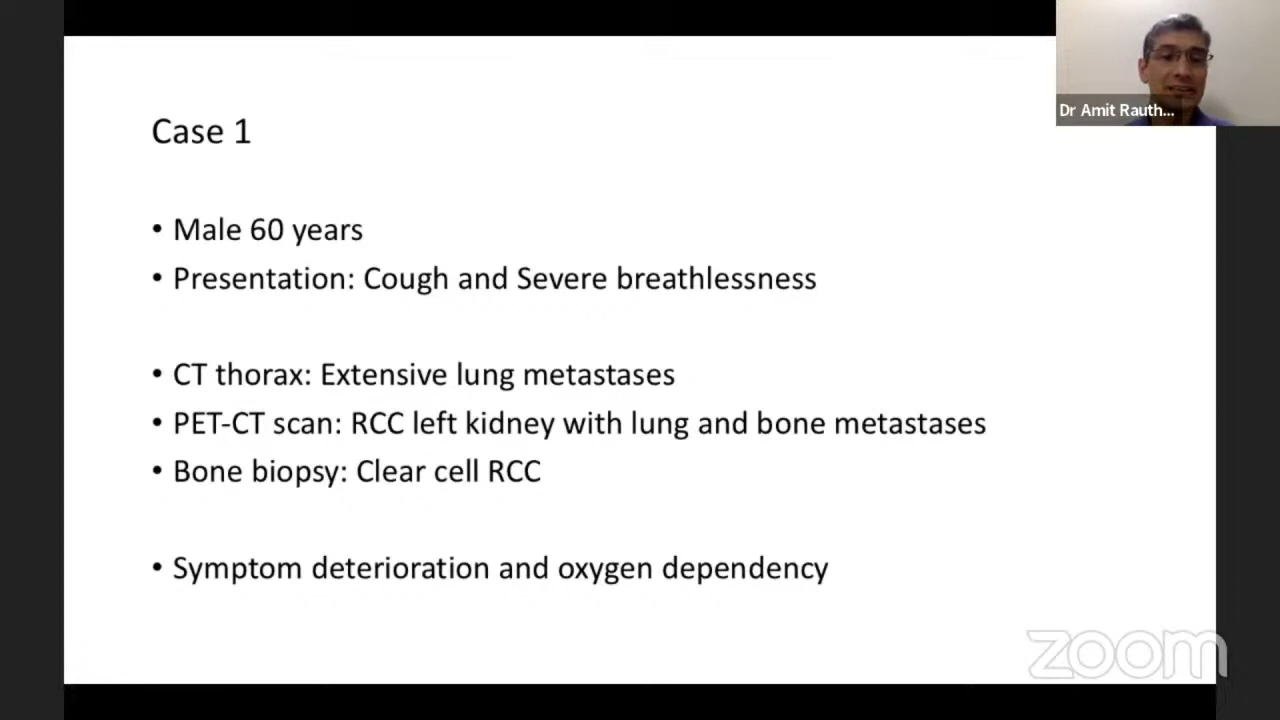 Dr Amit Rauth...
Case 1
• Male 60 years
• Presentation: Cough and Severe breathlessness
• CT thorax: Extensive lung metastases
• PET-CT scan: RCC left kidney with lung and bone metastases
• Bone biopsy: Clear cell RCC
• Symptom deterioration and oxygen dependency
zoom